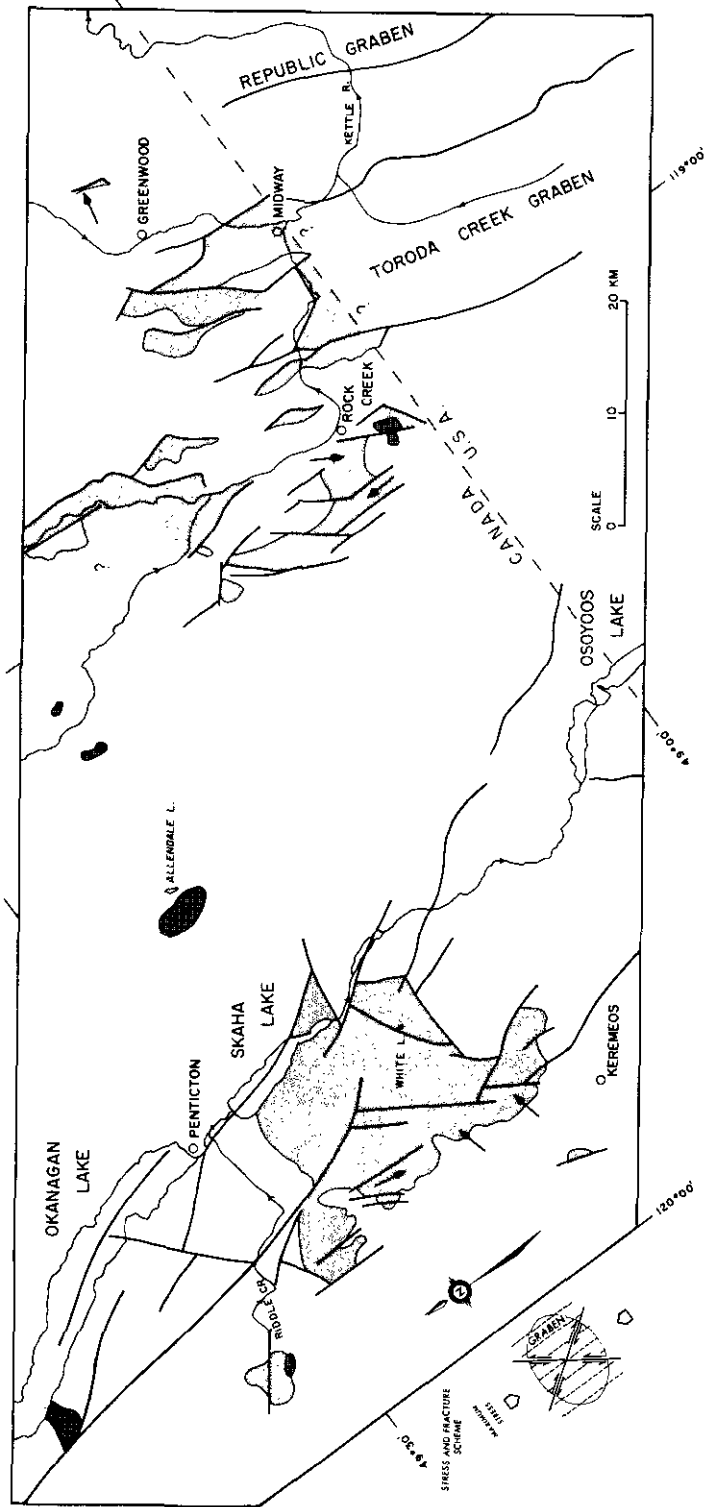 REPUBLIC GRABEN
KETTLE R.
GREENWOOD
MIDWAY
119°00'
TORODA CREEK GRABEN
ROCK
CREEK
CANADA U.S.A.
SCALE
0 10 20 KM
OSOYOOS
LAKE
49°00'
ALLENDALE L.
SKAHA
LAKE
WHITE L.
KEREMEOS
PENTICTON
OKANAGAN
LAKE
RIDDLE CR.
120°00'
N
49°30'
STRESS AND FRACTURE
SCHEME
MAXIMUM
STRESS
GRABEN